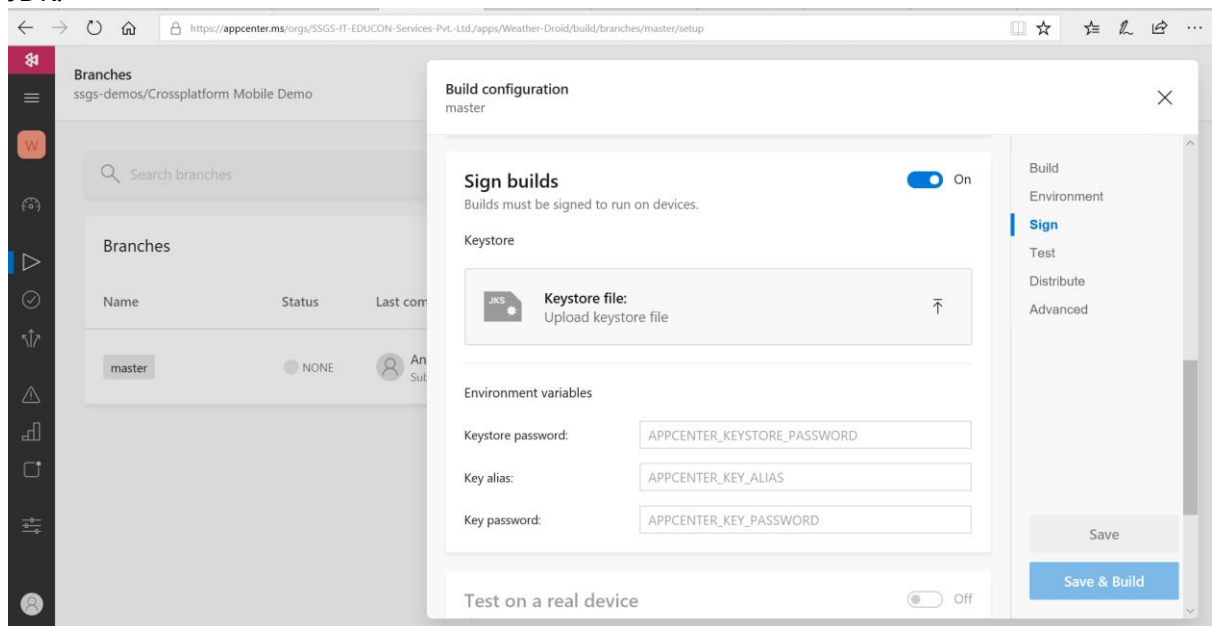 JDK.
https://appcenter.ms/orgs/SSGS-IT-EDUCON-Services-Pvt.-Ltd./apps/Weather-Droid/build/branches/master/setup
Branches
ssgs-demos/Crossplatform Mobile Demo
W
Search branches
Branches
Name Status Last com
master NONE An
Sub
Build configuration
master
Sign builds
On
Builds must be signed to run on devices.
Keystore
JKS
Keystore file:
Upload keystore file
Environment variables
Keystore password: APPCENTER_KEYSTORE_PASSWORD
Key alias: APPCENTER_KEY_ALIAS
Key password: APPCENTER_KEY_PASSWORD
Test on a real device
Off
Build
Environment
Sign
Test
Distribute
Advanced
Save
Save & Build